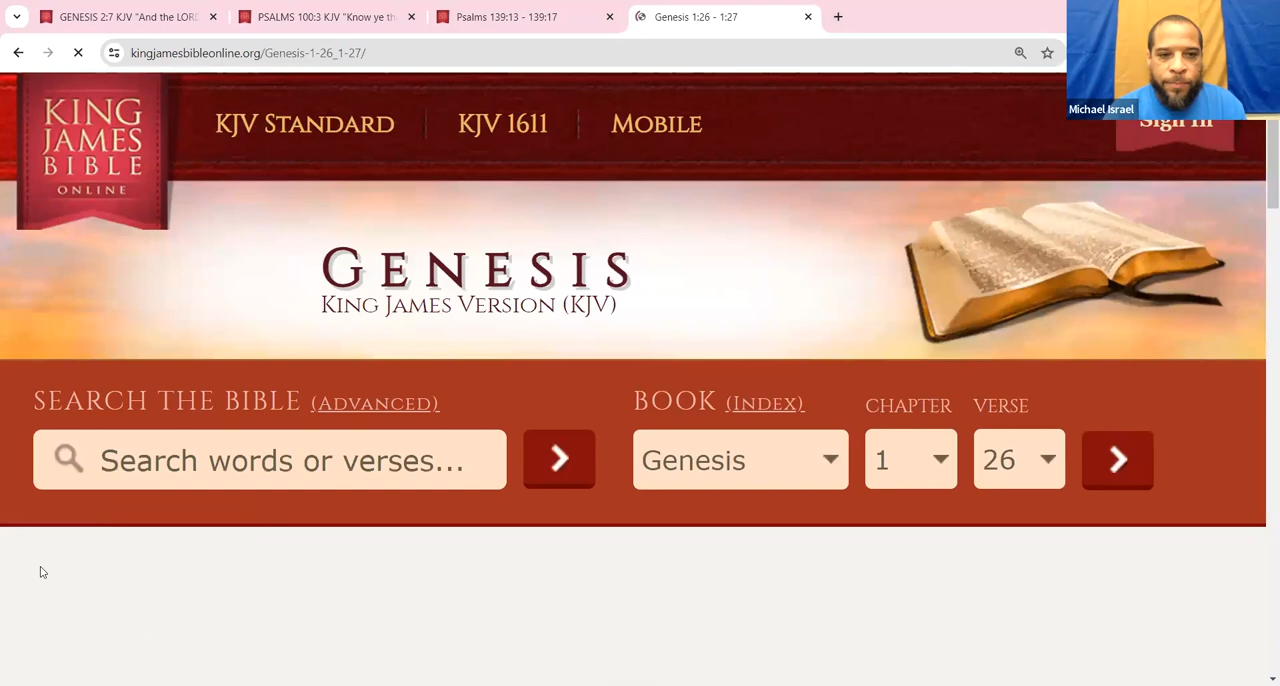 GENESIS 2:7 KJV "And the LORD
PSALMS 100:3 KJV "Know ye th
Psalms 139:13 - 139:17
Genesis 1:26 - 1:27
kingjamesbibleonline.org/Genesis-1-26_1-27/
Michael Israel
KING
JAMES
BIBLE
ONLINE
KJV STANDARD
KJV 1611
MOBILE
Sign In
GENESIS
KING JAMES VERSION (KJV)
SEARCH THE BIBLE (ADVANCED)
BOOK (INDEX)
CHAPTER
VERSE
Search words or verses...
Genesis
1
26